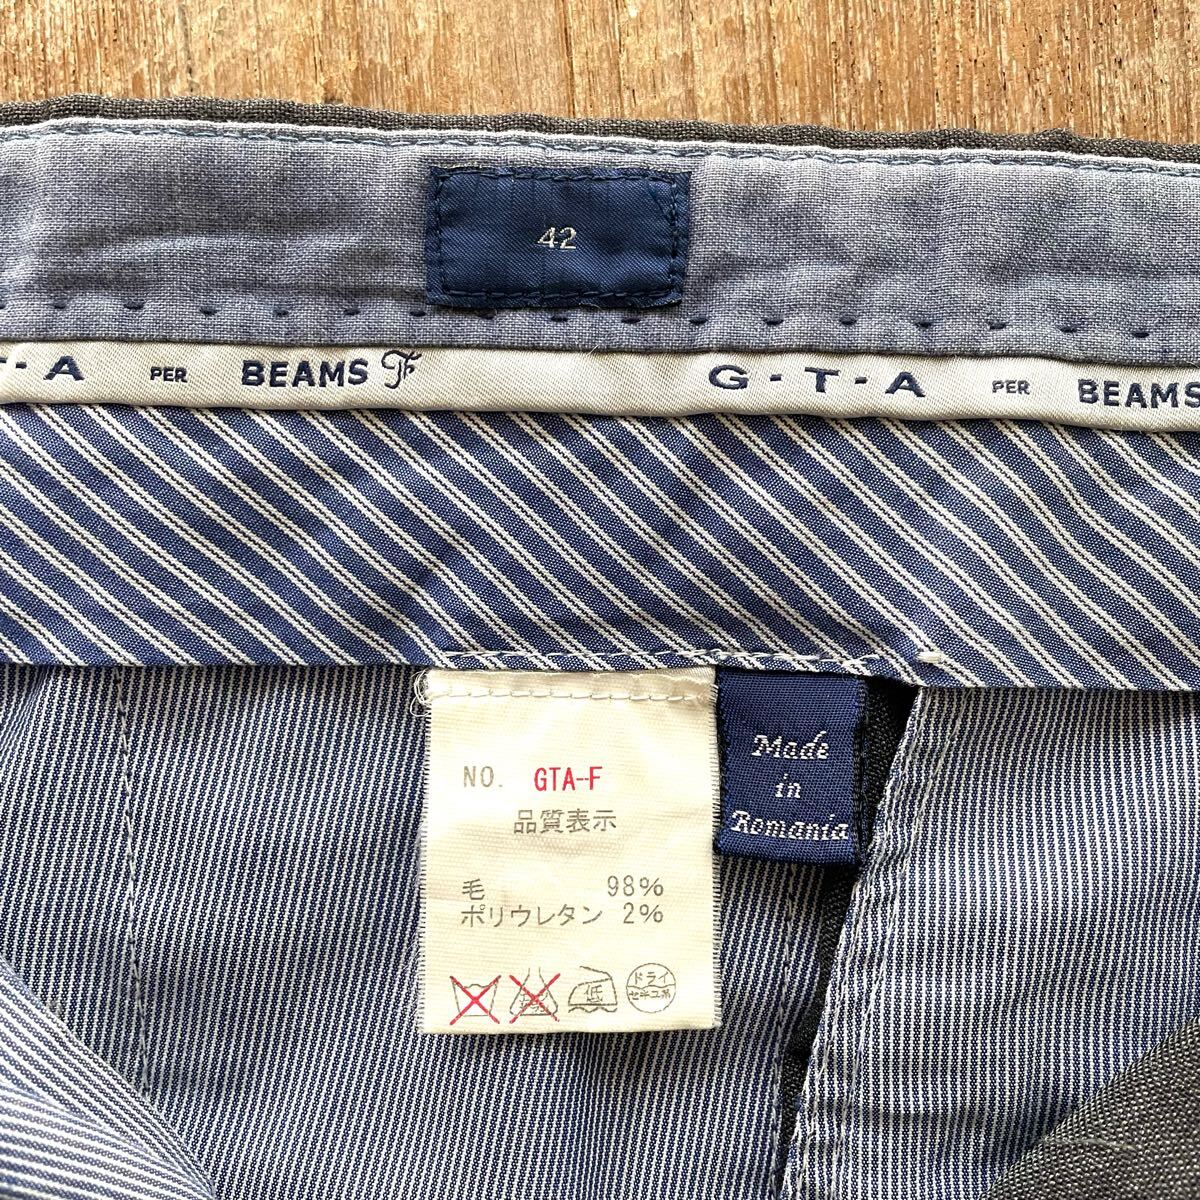 42
T-A PER BEAMS F G-T-A PER BEAMS
NO. GTA-F
品質表示
毛 98%
ポリウレタン 2%
低
ドライ
セキユ系
Made
in
Romania